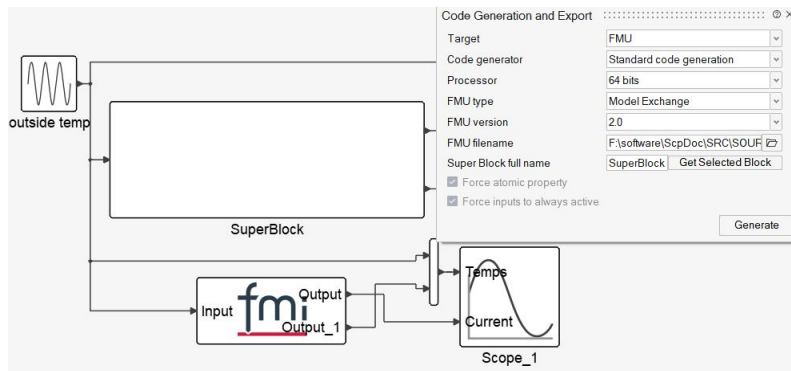 Code Generation and Export
Target FMU
Code generator Standard code generation
Processor 64 bits
FMU type Model Exchange
FMU version 2.0
FMU filename F:\software\ScpDoc\SRC\SOUF
Super Block full name SuperBlock Get Selected Block
Force atomic property
Force inputs to always active
Generate
outside temp
SuperBlock
Input
fmi
Output
Output_1
Temps
Current
Scope_1